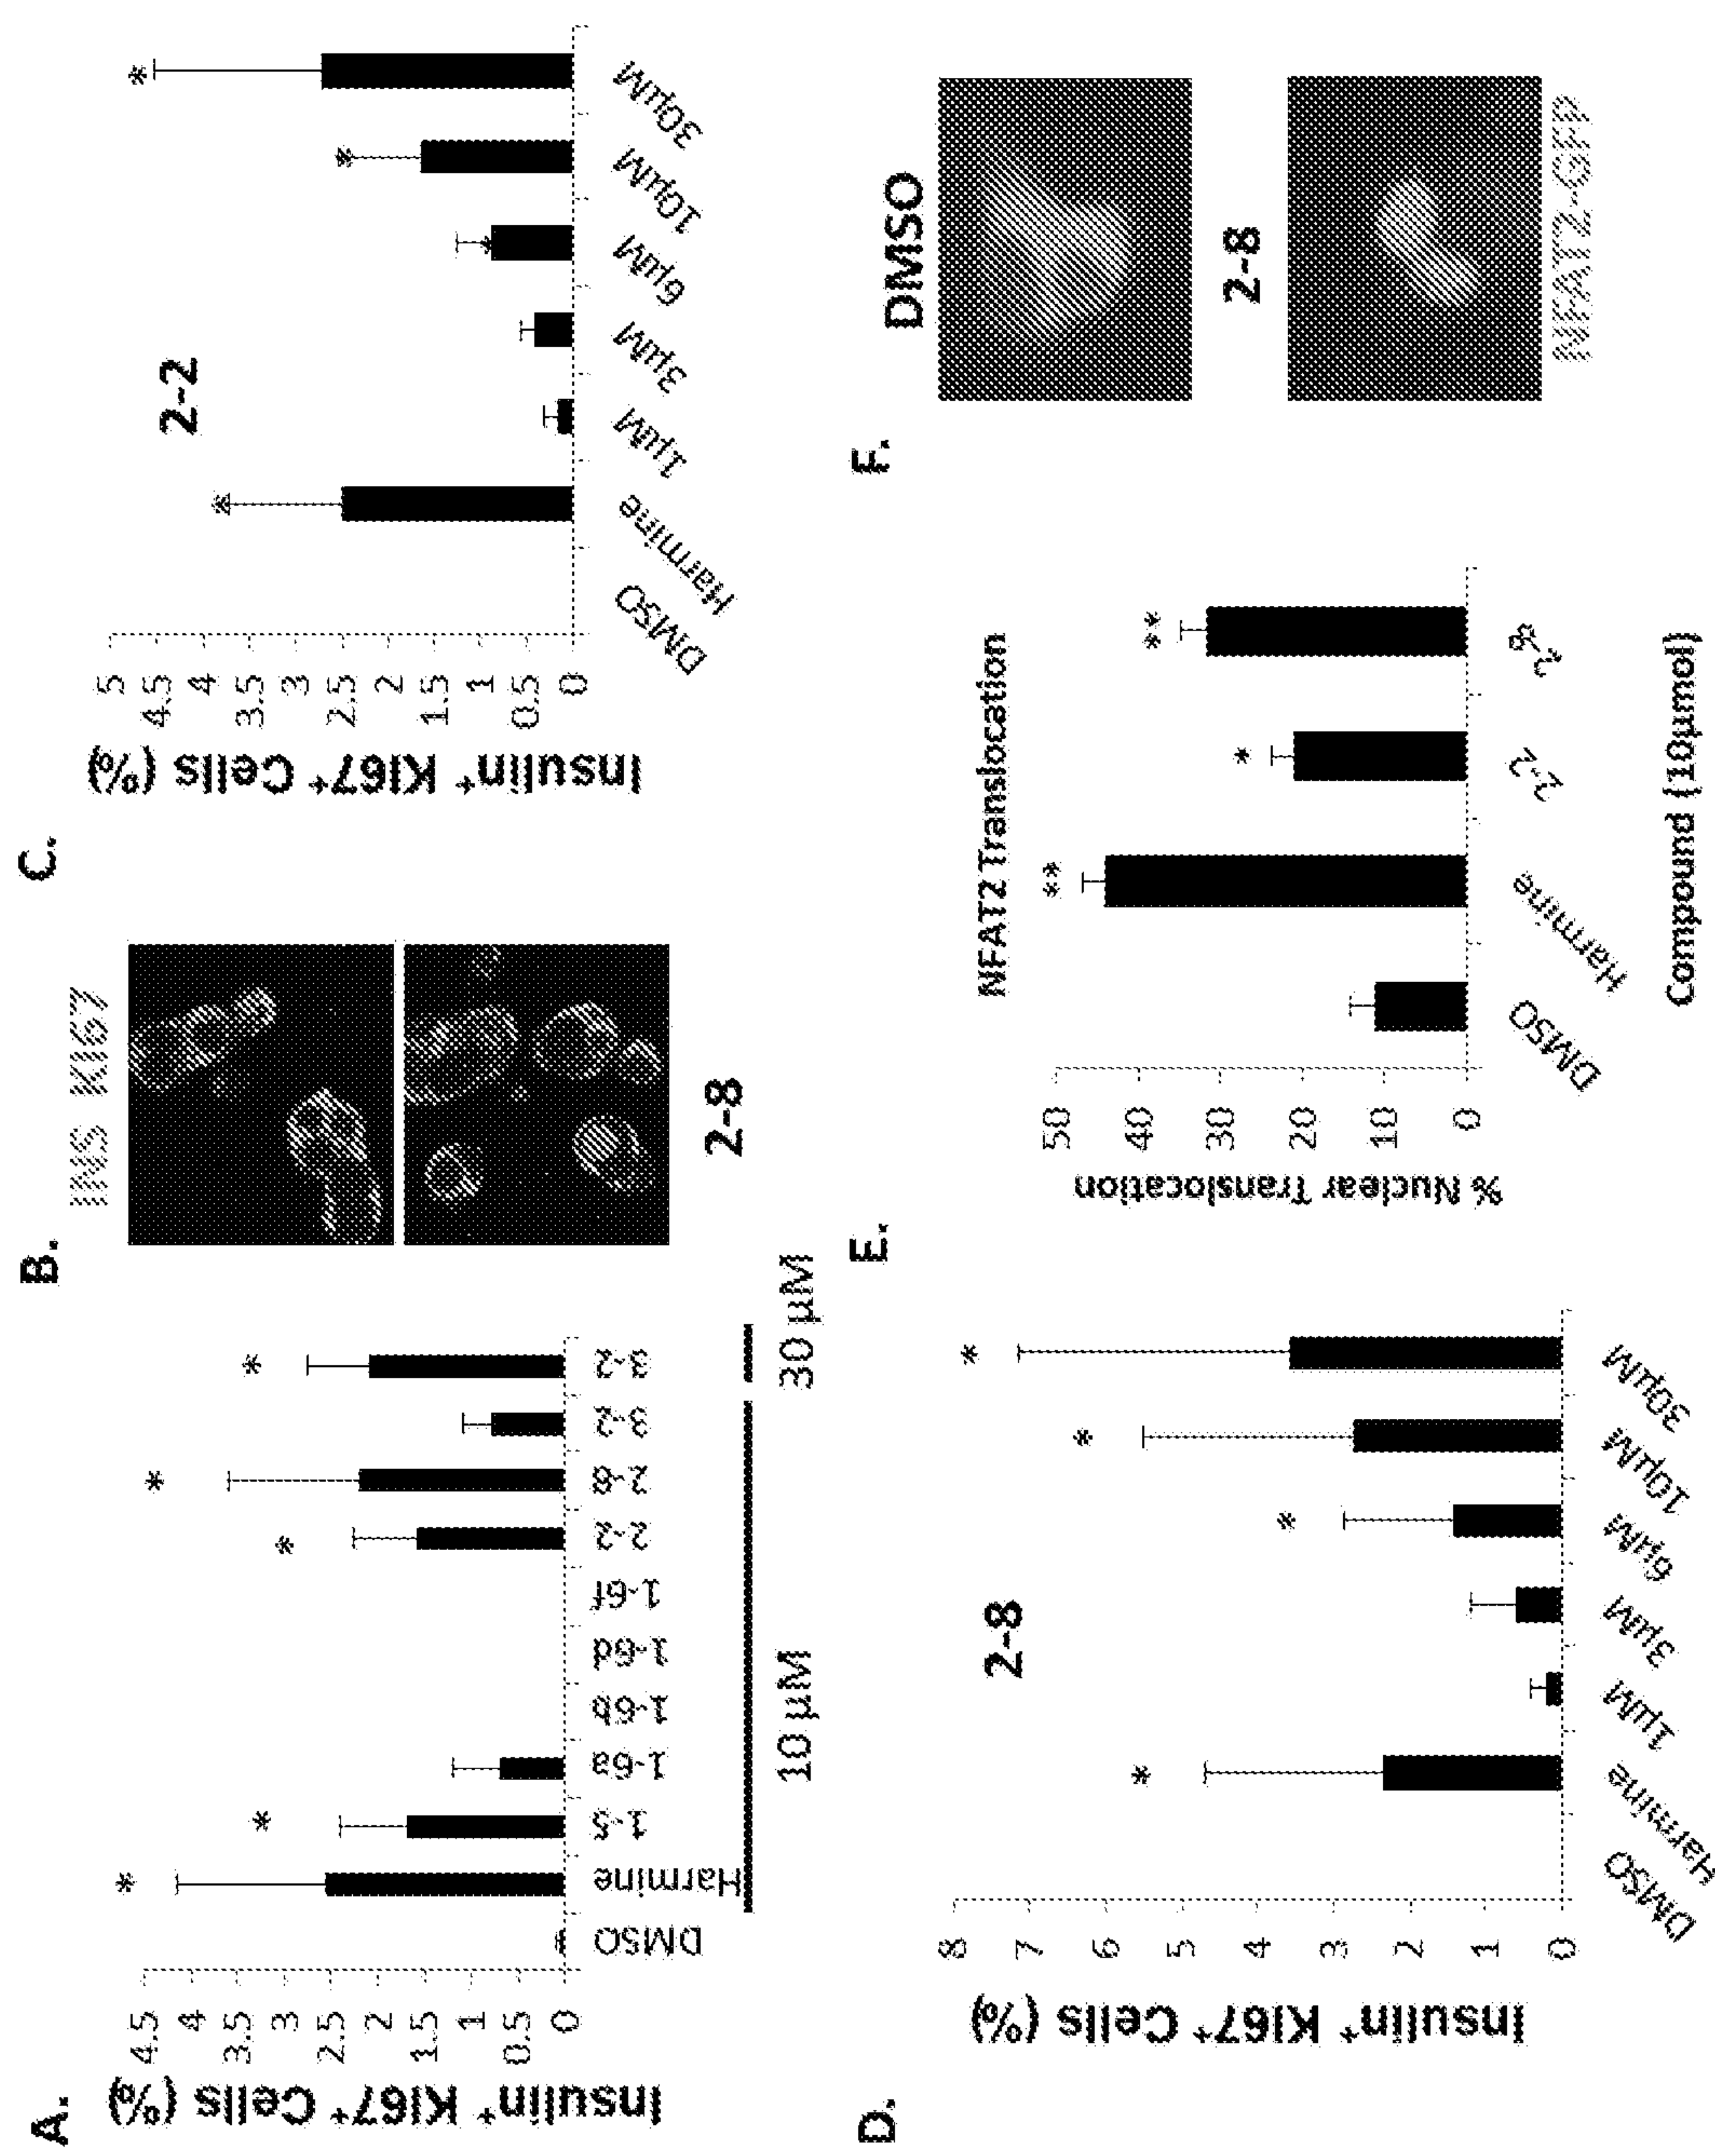 A.
Insulin⁺ KI67⁺ Cells (%)
4.5
4
3.5
3
2.5
2
1.5
1
0.5
0
DMSO
Harmine
1-5
1-6a
1-6b
1-6d
1-6f
2-2
2-8
3-2
3-2
10 µM
30 µM
*
*
*
*
*
B.
INS KI67
2-8
C.
Insulin⁺ KI67⁺ Cells (%)
5
4.5
4
3.5
3
2.5
2
1.5
1
0.5
0
2-2
DMSO
Harmine
1µM
3µM
6µM
10µM
30µM
*
*
*
*
D.
Insulin⁺ KI67⁺ Cells (%)
8
7
6
5
4
3
2
1
0
2-8
DMSO
Harmine
1µM
3µM
6µM
10µM
30µM
*
*
*
*
E.
NFAT2 Translocation
% Nuclear Translocation
50
40
30
20
10
0
DMSO
Harmine
2-2
2-8
**
*
**
Compound (10µmol)
F.
DMSO
2-8
NFAT2-GFP